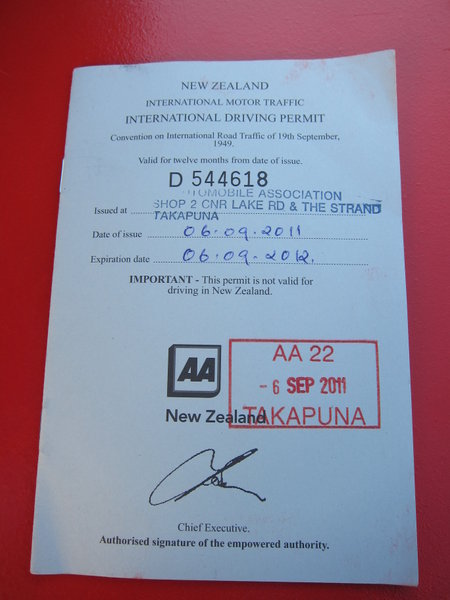 NEW ZEALAND
INTERNATIONAL MOTOR TRAFFIC
INTERNATIONAL DRIVING PERMIT
Convention on International Road Traffic of 19th September,
1949.
Valid for twelve months from date of issue.
D 544618
TOMOBILE ASSOCIATION
SHOP 2 CNR LAKE RD & THE STRAND
Issued at TAKAPUNA
Date of issue 06.09.2011
Expiration date 06.09.2012.
IMPORTANT - This permit is not valid for
driving in New Zealand.
AA
New Zealand
AA 22
- 6 SEP 2011
TAKAPUNA
Chief Executive.
Authorised signature of the empowered authority.